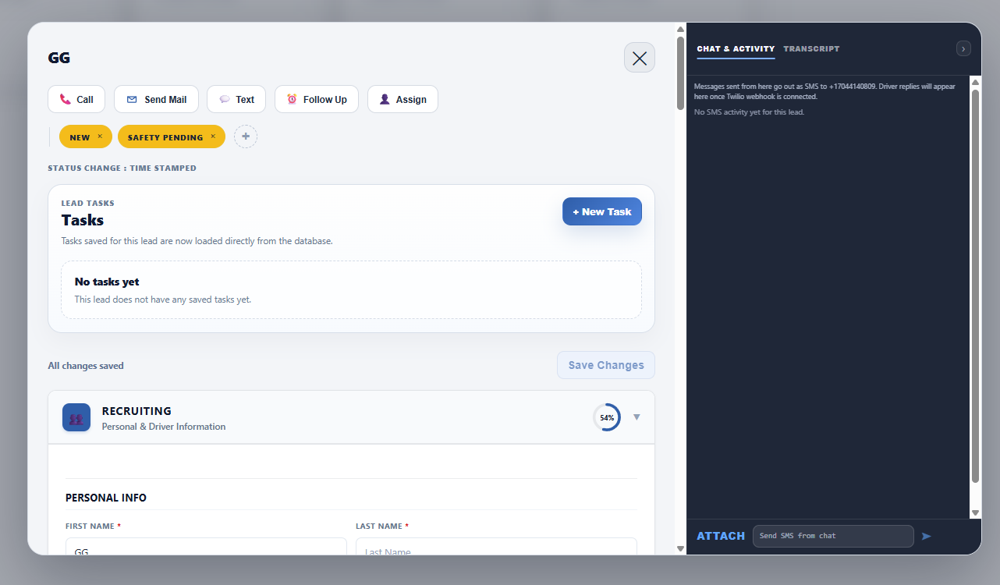 GG
Call
Send Mail
Text
Follow Up
Assign
NEW ×
SAFETY PENDING ×
+
STATUS CHANGE : TIME STAMPED
LEAD TASKS
Tasks
+ New Task
Tasks saved for this lead are now loaded directly from the database.
No tasks yet
This lead does not have any saved tasks yet.
All changes saved
Save Changes
RECRUITING
Personal & Driver Information
54%
PERSONAL INFO
FIRST NAME *
LAST NAME *
GG
Last Name
CHAT & ACTIVITY
TRANSCRIPT
Messages sent from here go out as SMS to +17044140809. Driver replies will appear
here once Twilio webhook is connected.
No SMS activity yet for this lead.
ATTACH
Send SMS from chat